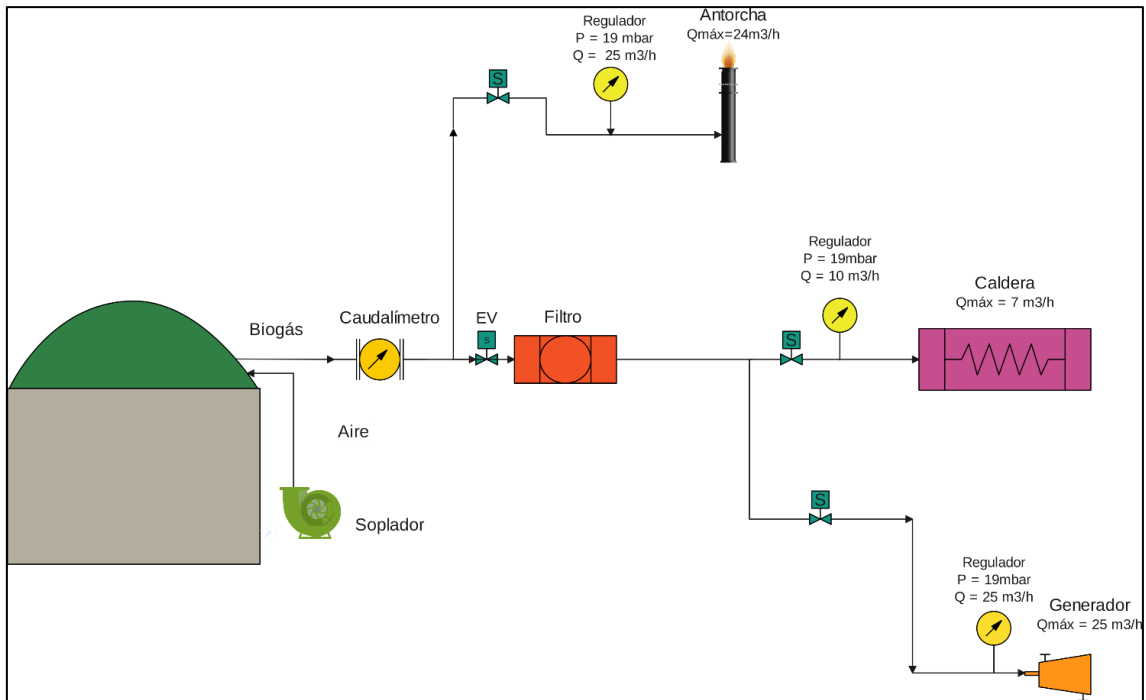 Regulador
P = 19 mbar
Q = 25 m3/h
Antorcha
Qmáx=24m3/h
S
Regulador
P = 19mbar
Q = 10 m3/h
Caldera
Qmáx = 7 m3/h
Biogás
Caudalímetro
EV
S
Filtro
S
Aire
Soplador
S
Regulador
P = 19mbar
Q = 25 m3/h
Generador
Qmáx = 25 m3/h